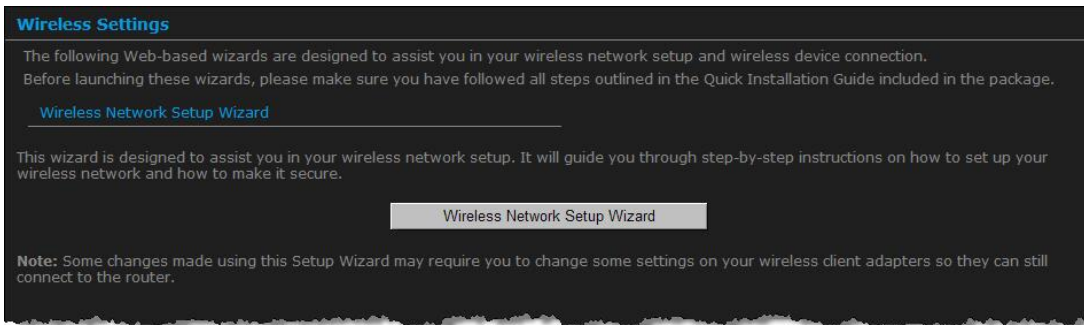 Wireless Settings
The following Web-based wizards are designed to assist you in your wireless network setup and wireless device connection.
Before launching these wizards, please make sure you have followed all steps outlined in the Quick Installation Guide included in the package.
Wireless Network Setup Wizard
This wizard is designed to assist you in your wireless network setup. It will guide you through step-by-step instructions on how to set up your
wireless network and how to make it secure.
Wireless Network Setup Wizard
Note: Some changes made using this Setup Wizard may require you to change some settings on your wireless client adapters so they can still
connect to the router.